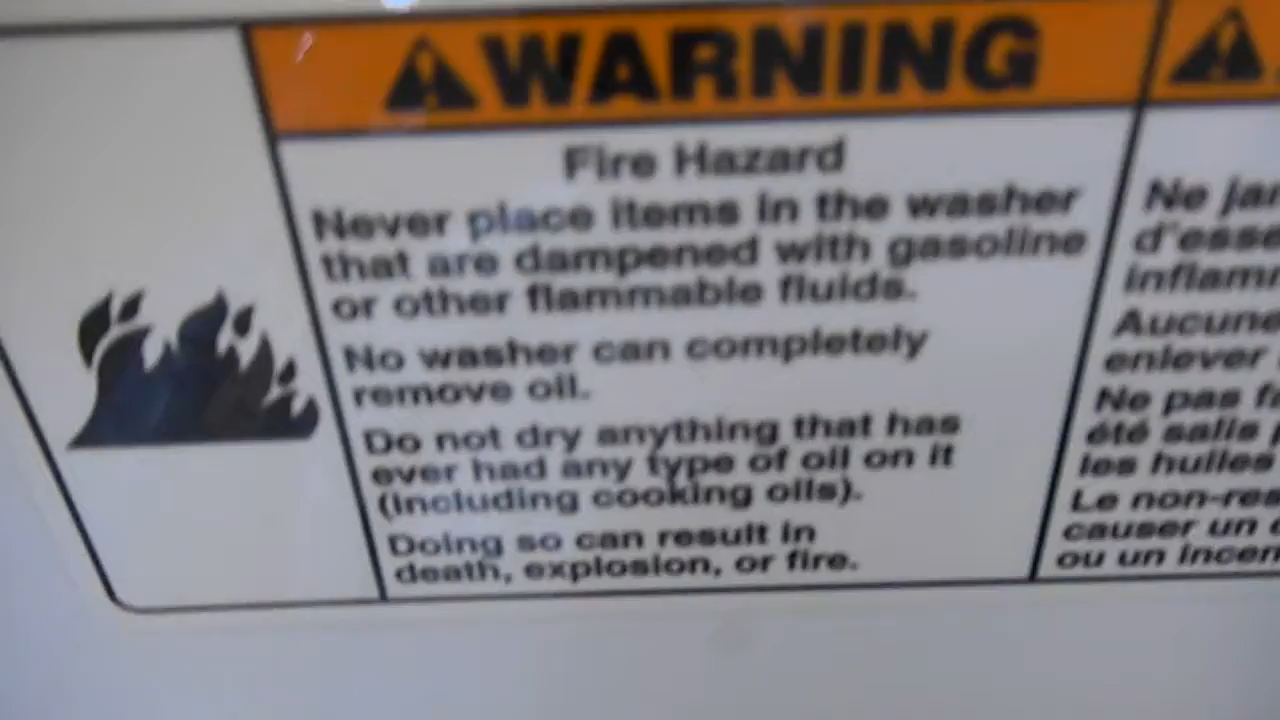 WARNING
Fire Hazard
Never place items in the washer
that are dampened with gasoline
or other flammable fluids.
No washer can completely
remove oil.
Do not dry anything that has
ever had any type of oil on it
(including cooking oils).
Doing so can result in
death, explosion, or fire.
Ne
d'esse
inflam
Aucune
enlever
Ne pas
été salis
les huiles
Le non-res
causer un
ou un incen